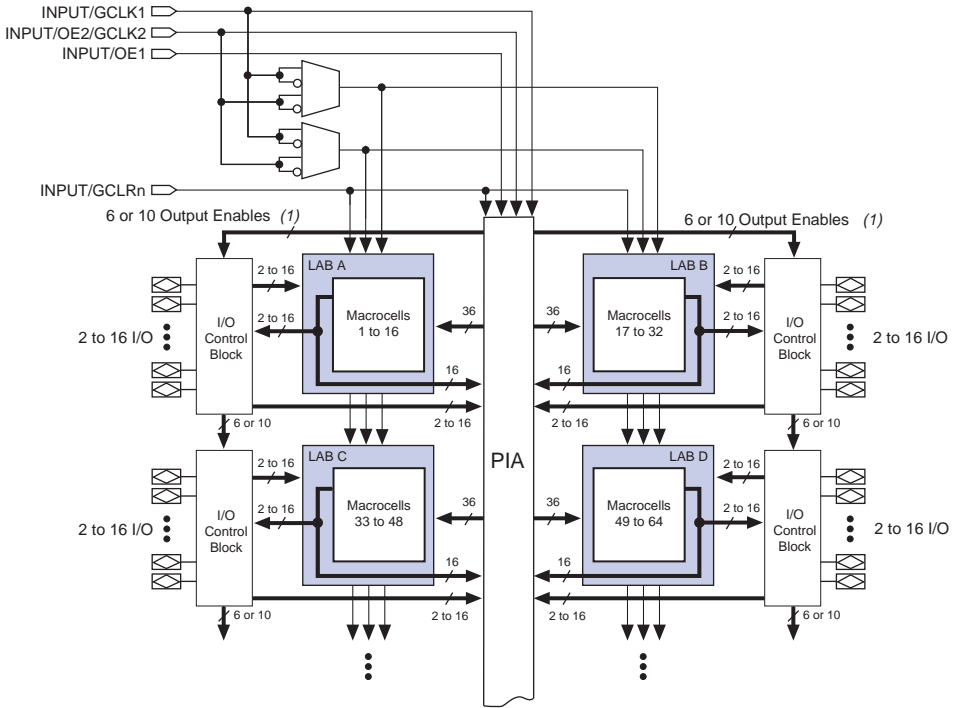 INPUT/GCLK1
INPUT/OE2/GCLK2
INPUT/OE1
INPUT/GCLRn
6 or 10 Output Enables (1)
6 or 10 Output Enables (1)
LAB A
LAB B
2 to 16
2 to 16
Macrocells
1 to 16
Macrocells
17 to 32
36
36
2 to 16 I/O
I/O
Control
Block
2 to 16
2 to 16
I/O
Control
Block
2 to 16 I/O
16
16
2 to 16
2 to 16
6 or 10
6 or 10
PIA
LAB C
LAB D
2 to 16
2 to 16
Macrocells
33 to 48
Macrocells
49 to 64
36
36
2 to 16 I/O
I/O
Control
Block
2 to 16
2 to 16
I/O
Control
Block
2 to 16 I/O
16
16
2 to 16
2 to 16
6 or 10
6 or 10